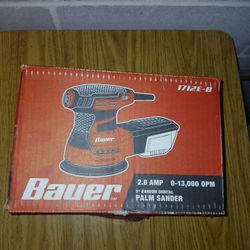 1712E-B
Bauer
Bauer
2.8 AMP 0-13,000 OPM
5" RANDOM ORBITAL
PALM SANDER